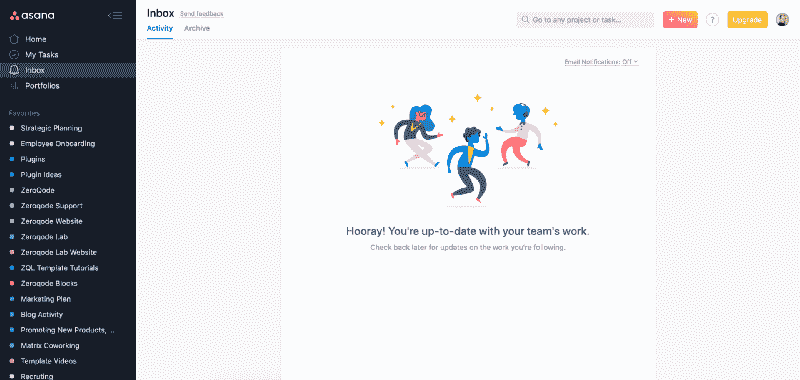 asana
Home
My Tasks
Inbox
Portfolios
Favorites
Strategic Planning
Employee Onboarding
Plugins
Plugin Ideas
ZeroQode
Zeroqode Support
Zeroqode Website
Zeroqode Lab
Zeroqode Lab Website
ZQL Template Tutorials
Zeroqode Blocks
Marketing Plan
Blog Activity
Promoting New Products, ...
Matrix Coworking
Template Videos
Recruting
Inbox Send feedback
Activity Archive
Go to any project or task...
+ New
?
Upgrade
Email Notifications: Off
Hooray! You're up-to-date with your team's work.
Check back later for updates on the work you're following.